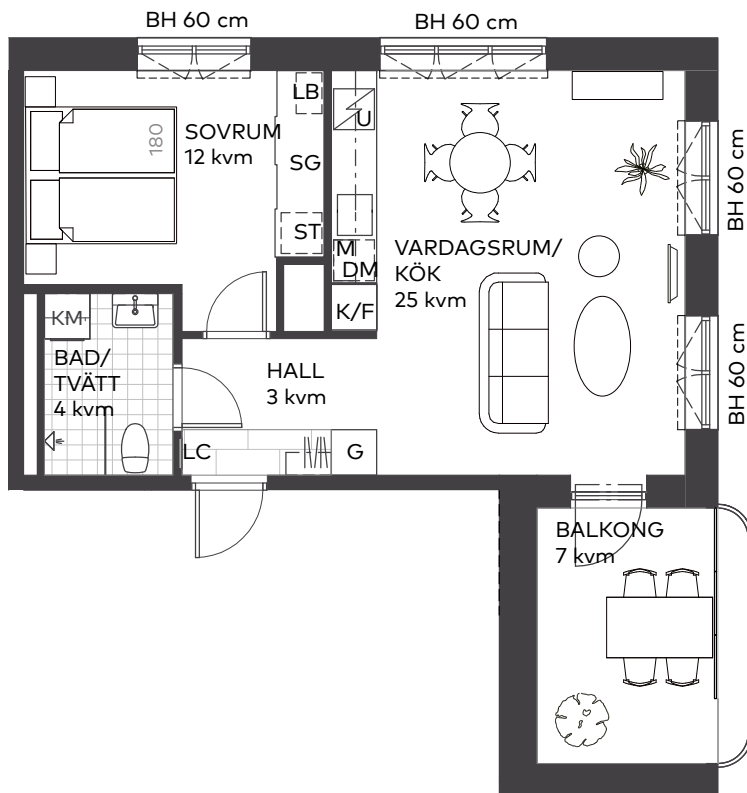 BH 60 cm
BH 60 cm
LB
U
180
SOVRUM
12 kvm
SG
BH 60 cm
ST
M
DM
VARDAGSRUM/
KÖK
25 kvm
K/F
KM
BAD/
TVÄTT
4 kvm
HALL
3 kvm
BH 60 cm
LC
G
BALKONG
7 kvm